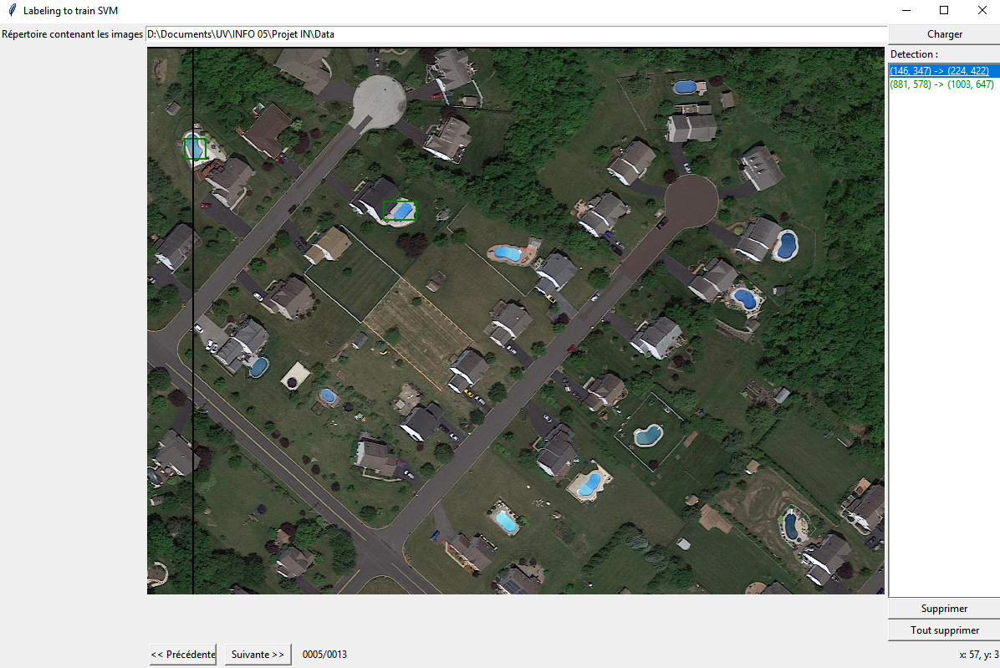 Labeling to train SVM
Répertoire contenant les images D:\Documents\UV\INFO 05\Projet IN\Data Charger
Detection :
(146, 347) -> (224, 422)
(881, 578) -> (1003, 647)
Supprimer
Tout supprimer
<< Précédente Suivante >> 0005/0013 x: 57, y: 3